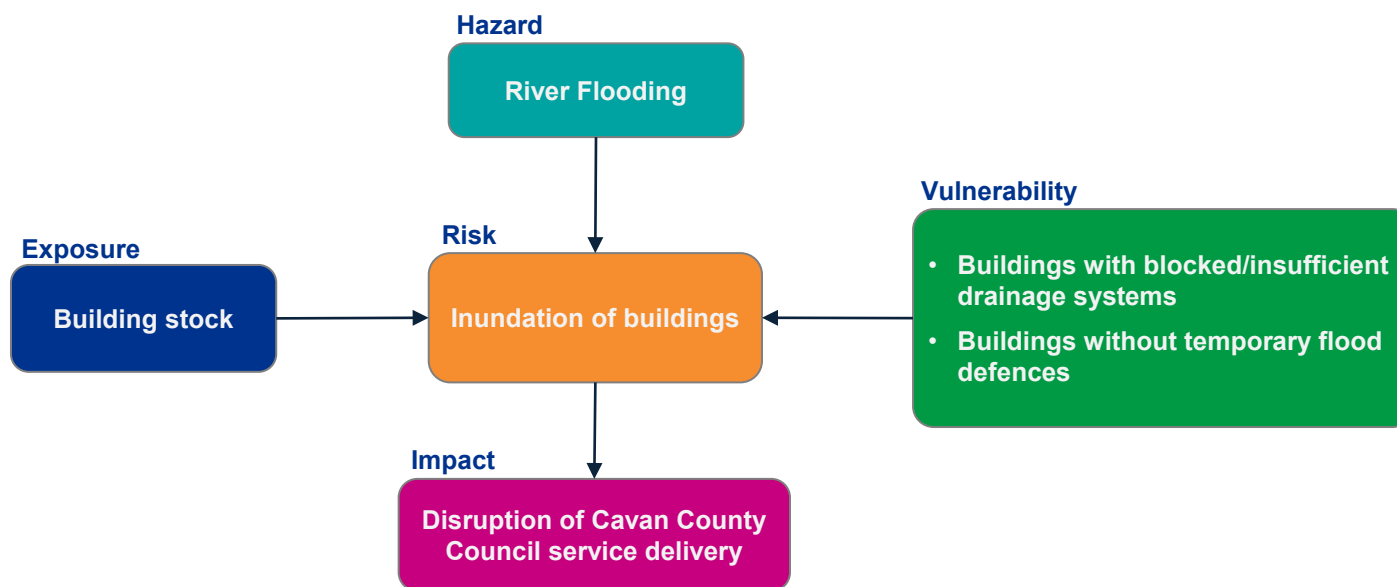 Hazard
River Flooding
Vulnerability
• Buildings with blocked/insufficient
drainage systems
• Buildings without temporary flood
defences
Exposure
Building stock
Risk
Inundation of buildings
Impact
Disruption of Cavan County
Council service delivery